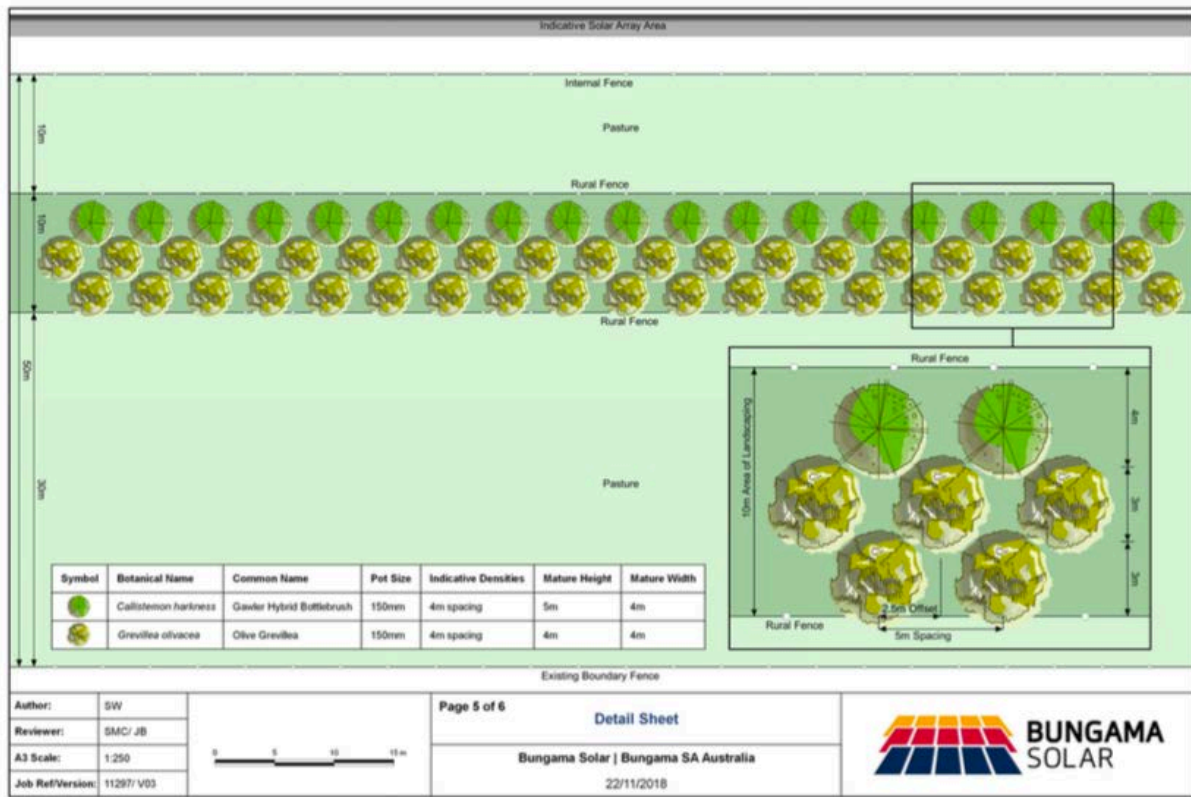 Indicative Solar Array Area
Internal Fence
10m
Pasture
Rural Fence
10m
Rural Fence
50m
30m
Pasture
Rural Fence
10m Area of Landscaping
4m
3m
3m
2.5m Offset
Rural Fence
5m Spacing
Symbol Botanical Name Common Name Pot Size Indicative Densities Mature Height Mature Width
Callistemon harkness Gawler Hybrid Bottlebrush 150mm 4m spacing 5m 4m
Grevillea olivacea Olive Grevillea 150mm 4m spacing 4m 4m
Existing Boundary Fence
Author: SW
Reviewer: SMC/ JB
A3 Scale: 1:250
Job Ref/Version: 11297/ V03
0 5 10 15 m
Page 5 of 6
Detail Sheet
Bungama Solar | Bungama SA Australia
22/11/2018
BUNGAMA
SOLAR